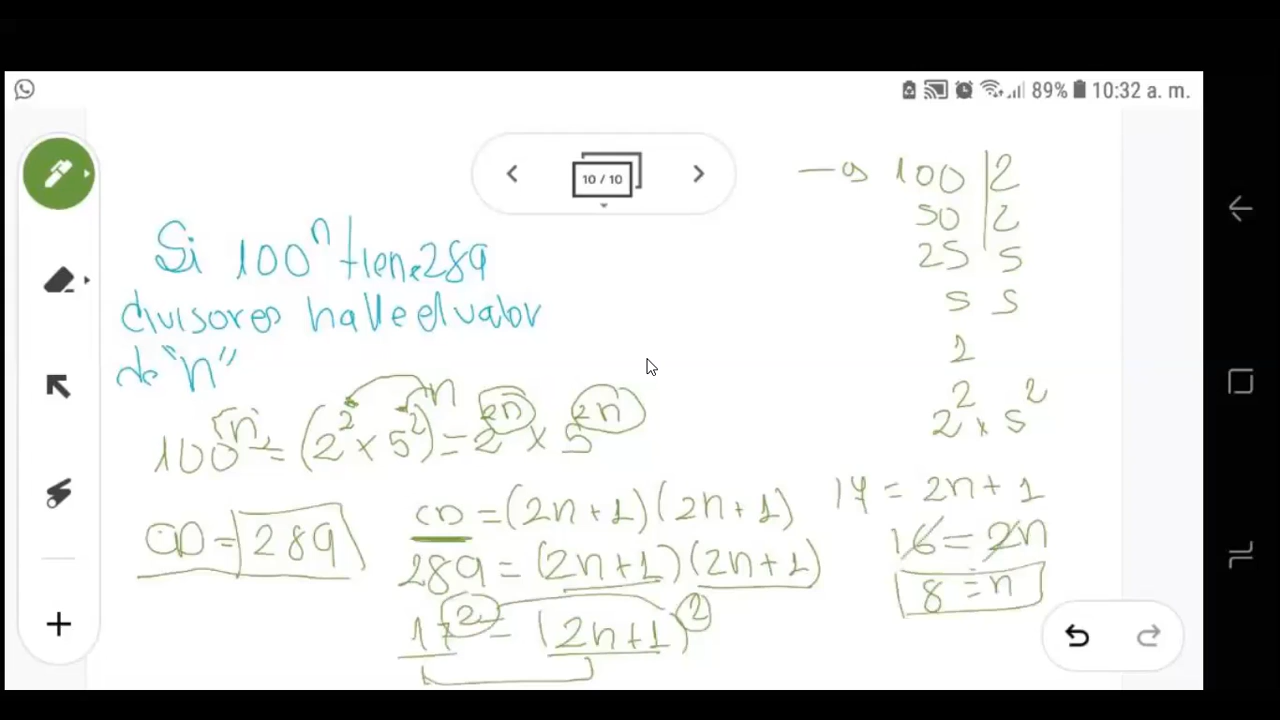 89% 10:32 a. m.
10 / 10
Si 100ⁿ tiene 289
divisores halle el valor
de "n"
100ⁿ = (2² × 5²)ⁿ = 2²ⁿ × 5²ⁿ
CD = 289
CD = (2n+1)(2n+1)
289 = (2n+1)(2n+1)
17² = (2n+1)²
100 | 2
50 | 2
25 5
5 5
1
2² × 5²
17 = 2n+1
16 = 2n
8 = n